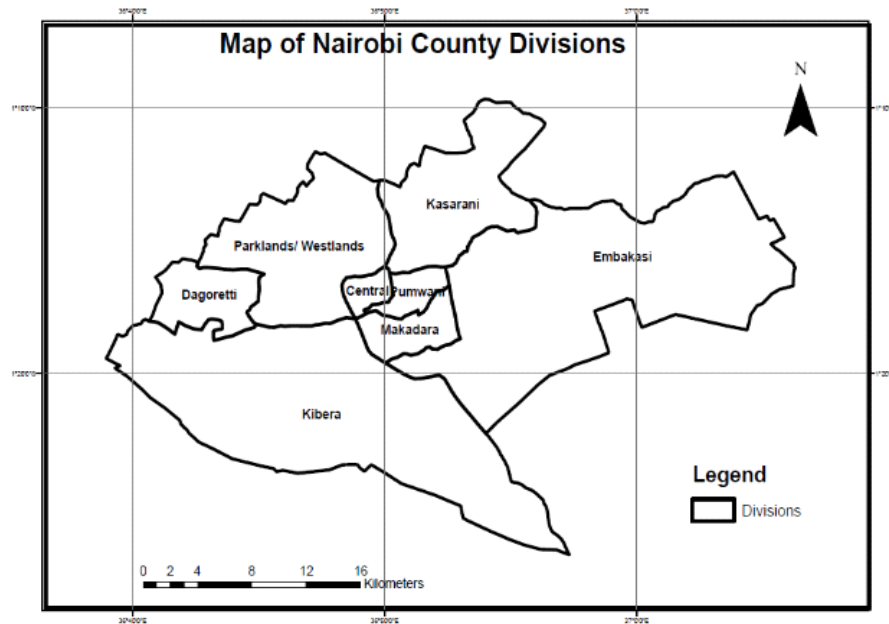 Map of Nairobi County Divisions
N
Kasarani
Parklands/ Westlands
Embakasi
Dagoretti
Central
Pumwani
Makadara
Kibera
Legend
Divisions
0 2 4 8 12 16
Kilometers